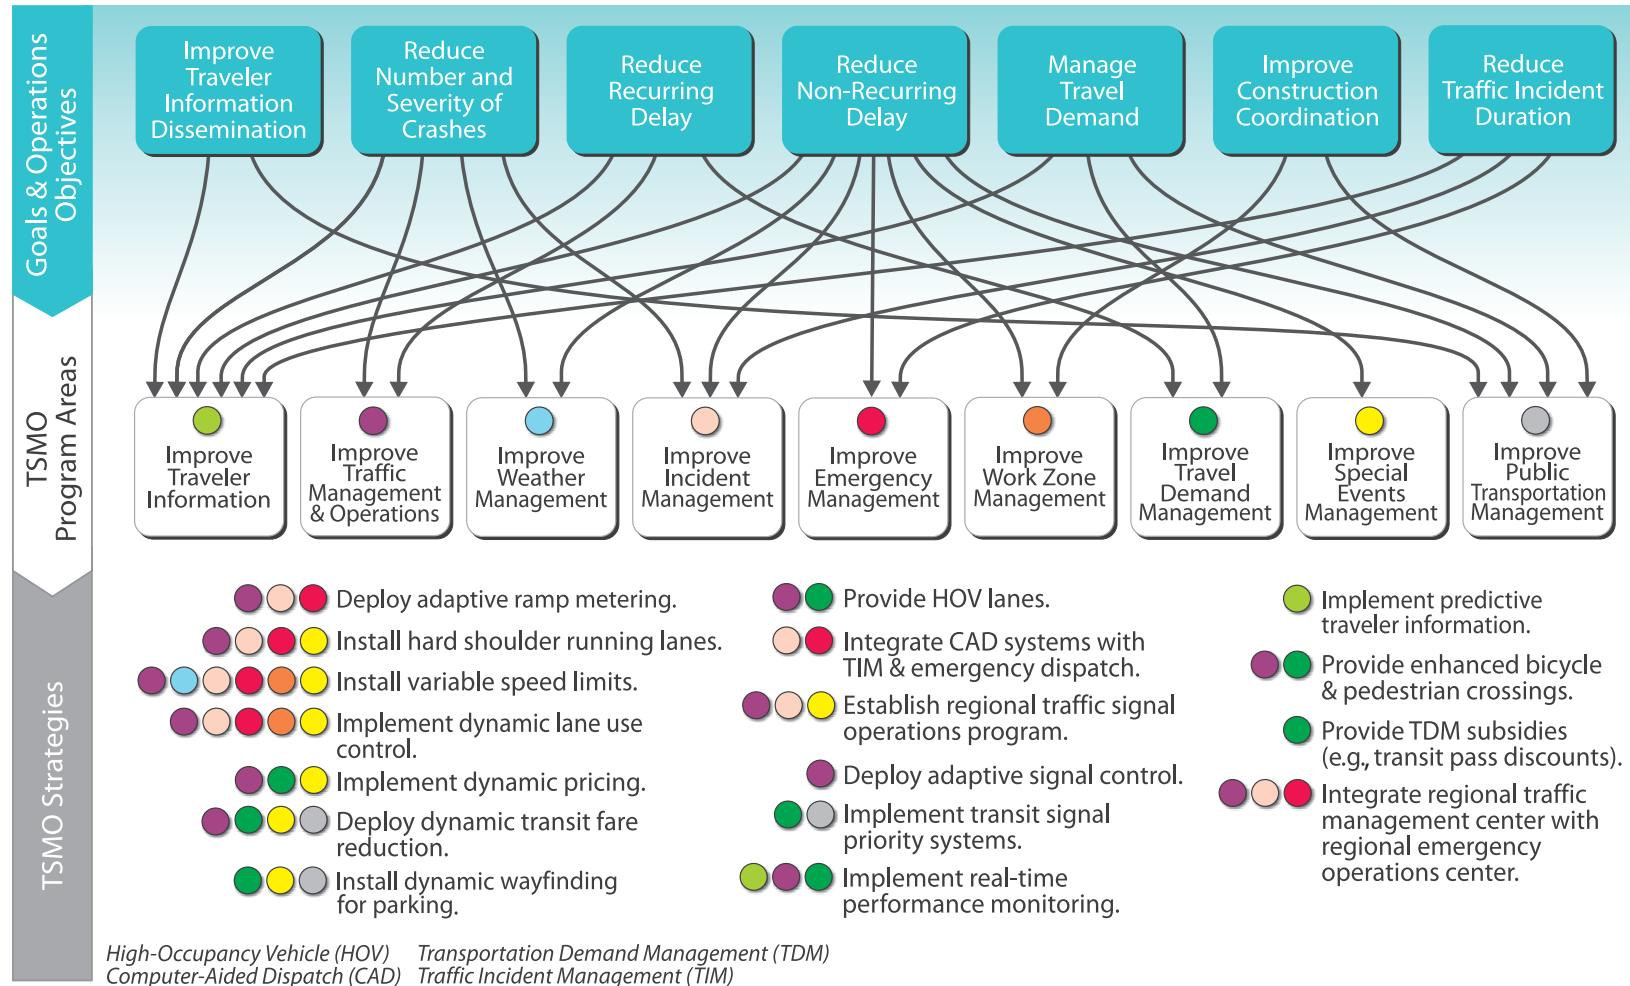 Goals & Operations
Objectives
Improve
Traveler
Information
Dissemination
Reduce
Number and
Severity of
Crashes
Reduce
Recurring
Delay
Reduce
Non-Recurring
Delay
Manage
Travel
Demand
Improve
Construction
Coordination
Reduce
Traffic Incident
Duration
TSMO
Program Areas
Improve
Traveler
Information
Improve
Traffic
Management
& Operations
Improve
Weather
Management
Improve
Incident
Management
Improve
Emergency
Management
Improve
Work Zone
Management
Improve
Travel
Demand
Management
Improve
Special
Events
Management
Improve
Public
Transportation
Management
TSMO Strategies
Deploy adaptive ramp metering.
Install hard shoulder running lanes.
Install variable speed limits.
Implement dynamic lane use
control.
Implement dynamic pricing.
Deploy dynamic transit fare
reduction.
Install dynamic wayfinding
for parking.
Provide HOV lanes.
Integrate CAD systems with
TIM & emergency dispatch.
Establish regional traffic signal
operations program.
Deploy adaptive signal control.
Implement transit signal
priority systems.
Implement real-time
performance monitoring.
Implement predictive
traveler information.
Provide enhanced bicycle
& pedestrian crossings.
Provide TDM subsidies
(e.g., transit pass discounts).
Integrate regional traffic
management center with
regional emergency
operations center.
High-Occupancy Vehicle (HOV) Transportation Demand Management (TDM)
Computer-Aided Dispatch (CAD) Traffic Incident Management (TIM)